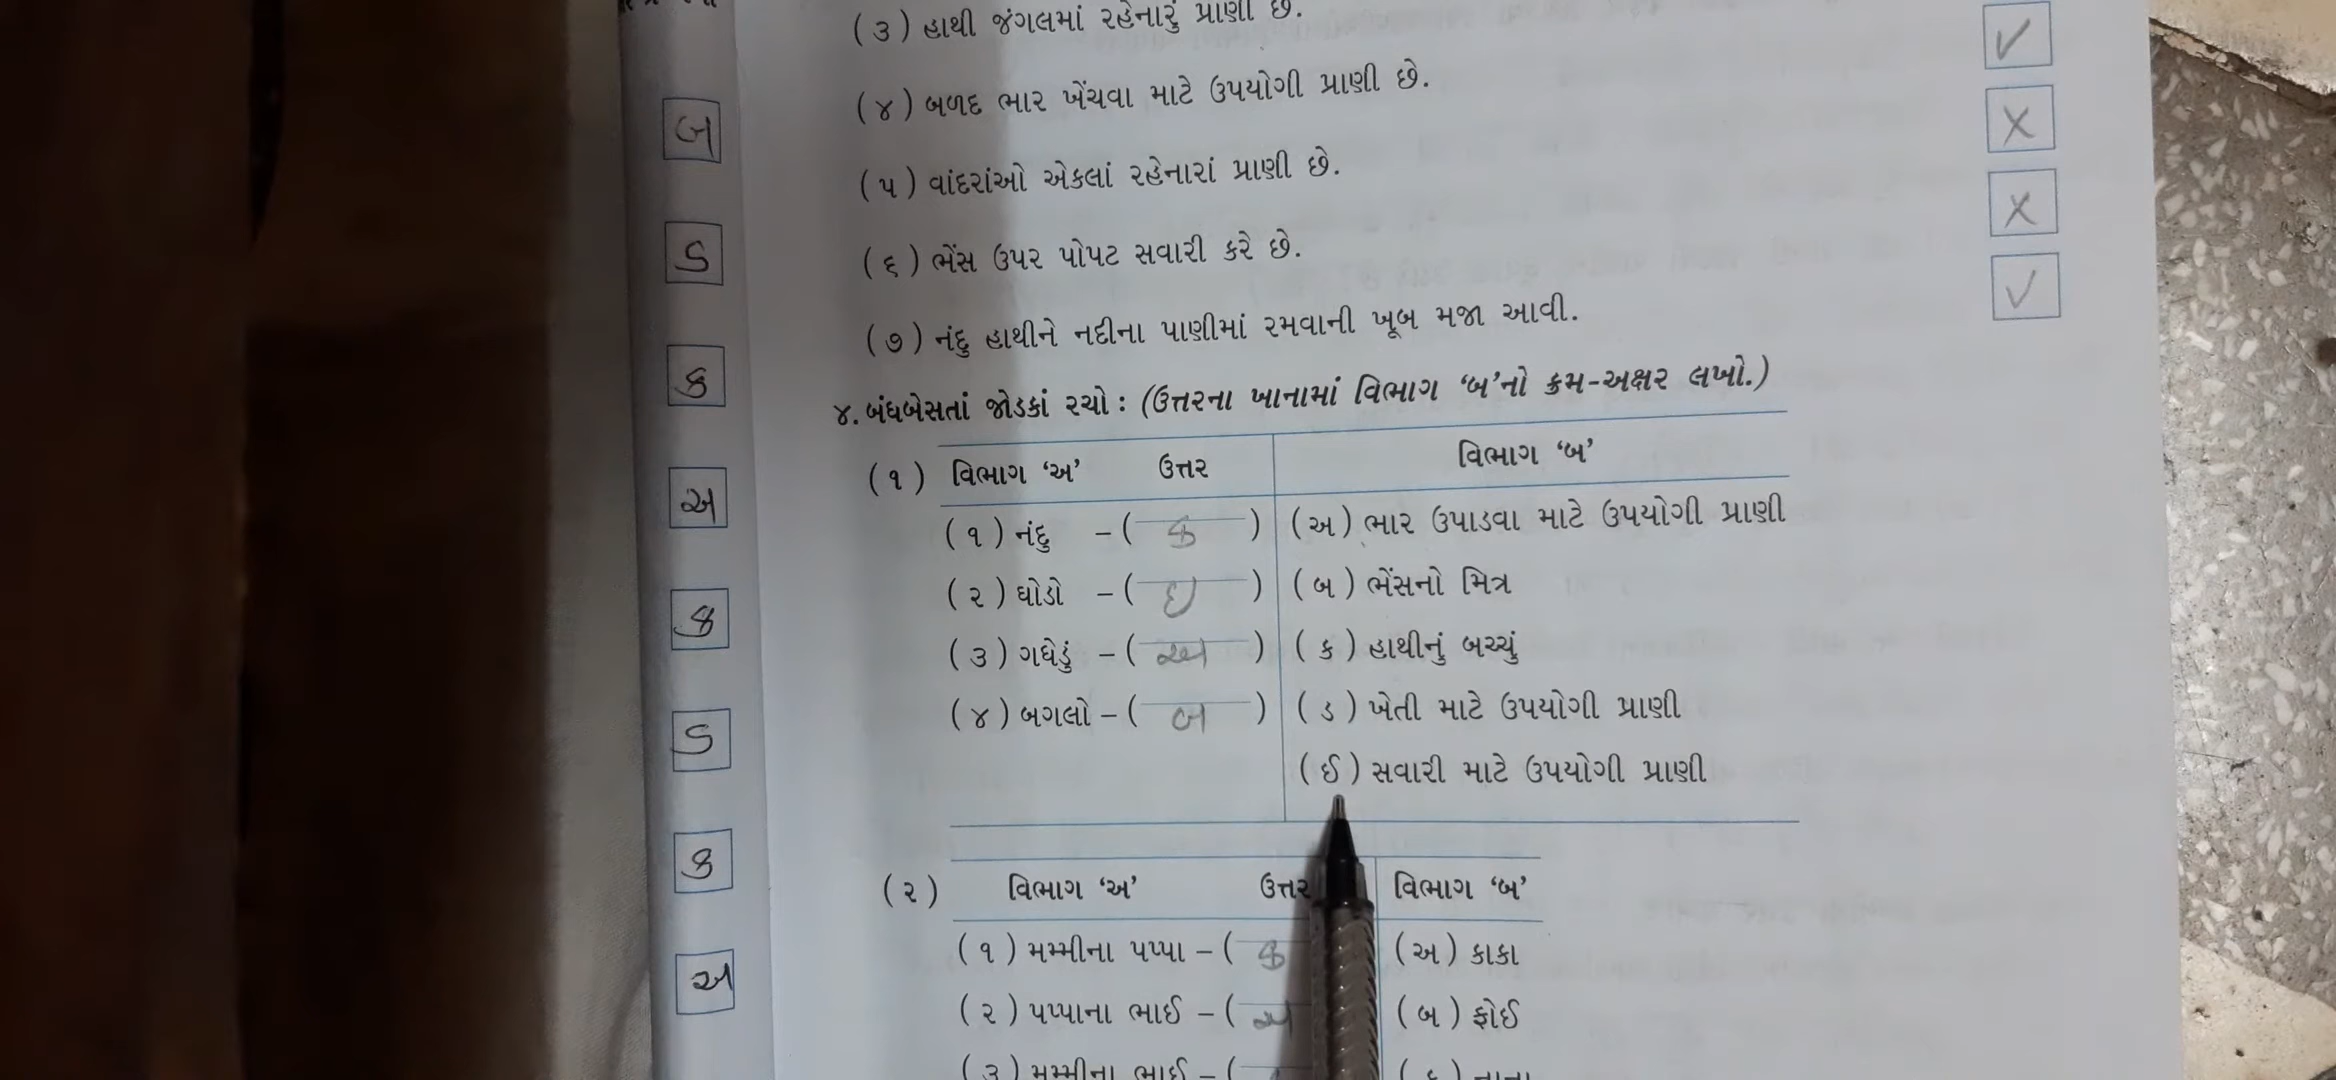 (૩) હાથી જંગલમાં રહેનારું પ્રાણી છે. ✓
(૪) બળદ ભાર ખેંચવા માટે ઉપયોગી પ્રાણી છે. ×
(૫) વાંદરાંઓ એકલાં રહેનારાં પ્રાણી છે. ×
(૬) ભેંસ ઉપર પોપટ સવારી કરે છે. ✓
(૭) નંદુ હાથીને નદીના પાણીમાં રમવાની ખૂબ મજા આવી.
૪. બંધબેસતાં જોડકાં રચો : (ઉત્તરના ખાનામાં વિભાગ ‘બ’નો ક્રમ-અક્ષર લખો.)
(૧) વિભાગ ‘અ’ ઉત્તર વિભાગ ‘બ’
(૧) નંદુ – ( ક ) (અ) ભાર ઉપાડવા માટે ઉપયોગી પ્રાણી
(૨) ઘોડો – ( ઈ ) (બ) ભેંસનો મિત્ર
(૩) ગધેડું – ( અ ) (ક) હાથીનું બચ્ચું
(૪) બગલો – ( બ ) (ડ) ખેતી માટે ઉપયોગી પ્રાણી
(ઈ) સવારી માટે ઉપયોગી પ્રાણી
(૨) વિભાગ ‘અ’ ઉત્તર વિભાગ ‘બ’
(૧) મમ્મીના પપ્પા – ( ક (અ) કાકા
(૨) પપ્પાના ભાઈ – ( અ (બ) ફોઈ
(૩) મમ્મીના ભાઈ – (
બ
ડ
ક
અ
ક
ડ
ક
અ